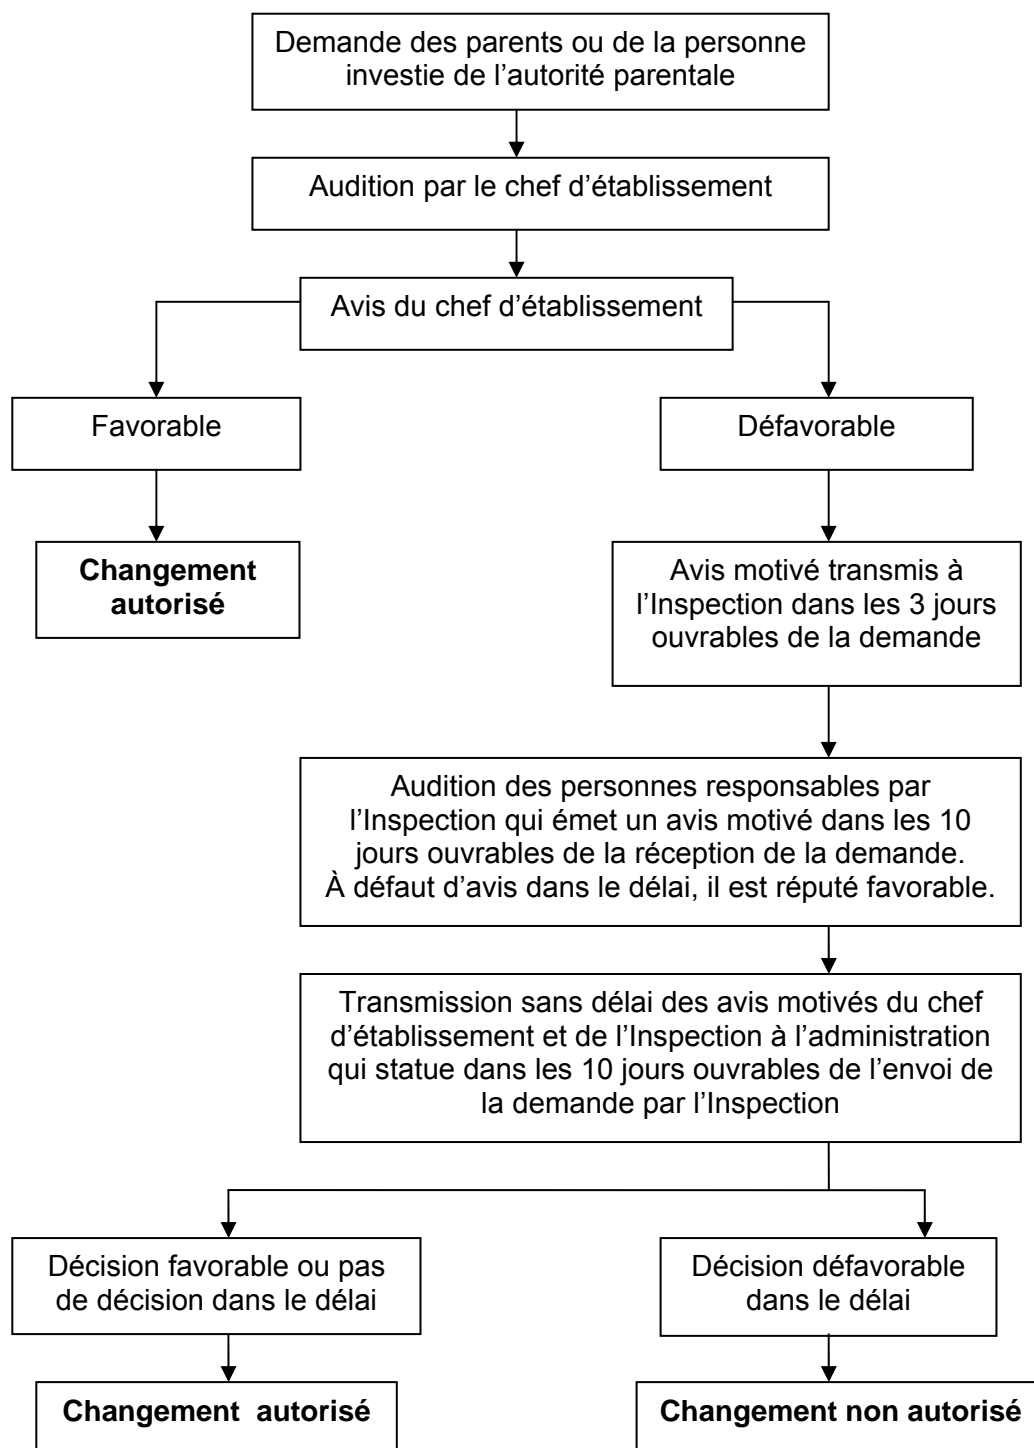 Demande des parents ou de la personne
investie de l’autorité parentale
Audition par le chef d’établissement
Avis du chef d’établissement
Favorable
Défavorable
Changement
autorisé
Avis motivé transmis à
l’Inspection dans les 3 jours
ouvrables de la demande
Audition des personnes responsables par
l’Inspection qui émet un avis motivé dans les 10
jours ouvrables de la réception de la demande.
À défaut d’avis dans le délai, il est réputé favorable.
Transmission sans délai des avis motivés du chef
d’établissement et de l’Inspection à l’administration
qui statue dans les 10 jours ouvrables de l’envoi de
la demande par l’Inspection
Décision favorable ou pas
de décision dans le délai
Décision défavorable
dans le délai
Changement autorisé
Changement non autorisé